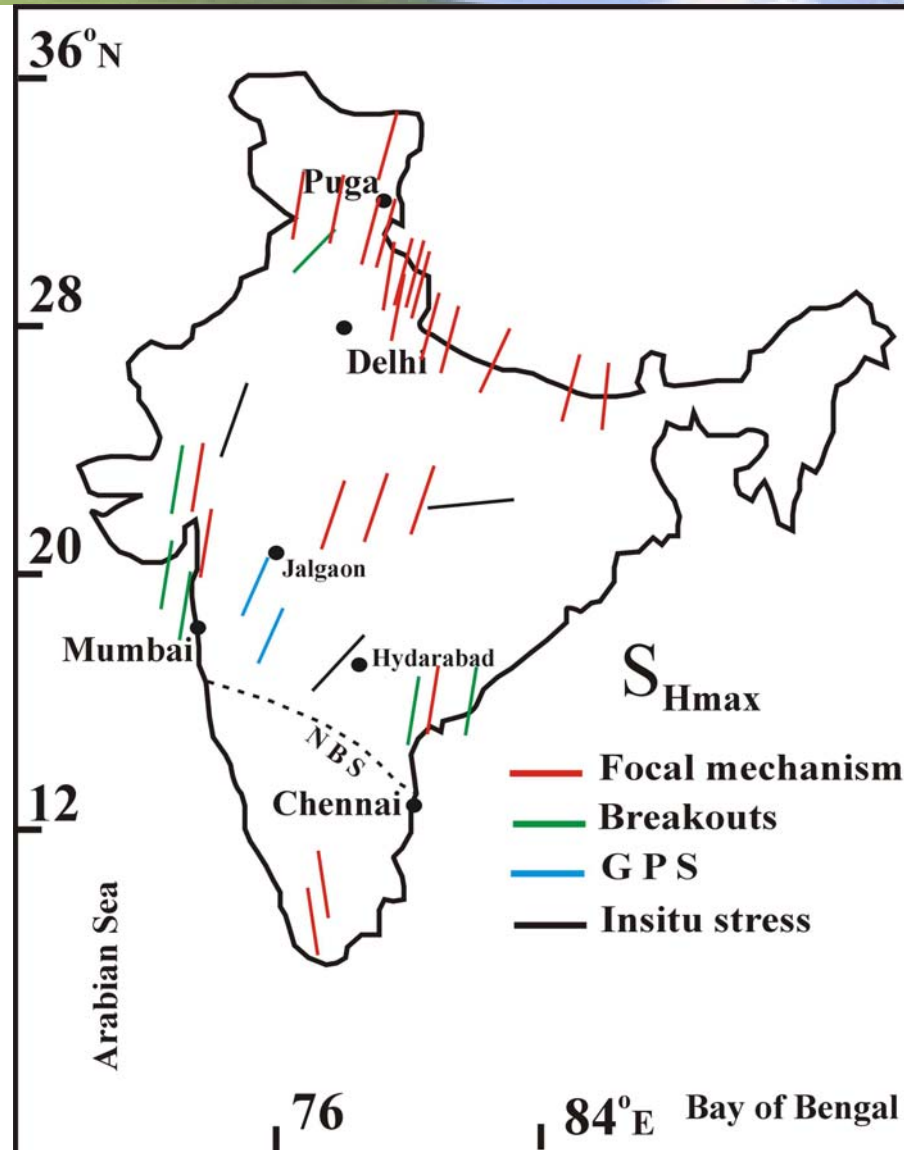 36°N
Puga
28
Delhi
20
Jalgaon
Mumbai
Hydarabad
S Hmax
NBS
Focal mechanism
12
Chennai
Breakouts
G P S
Insitu stress
Arabian Sea
76
84°E
Bay of Bengal